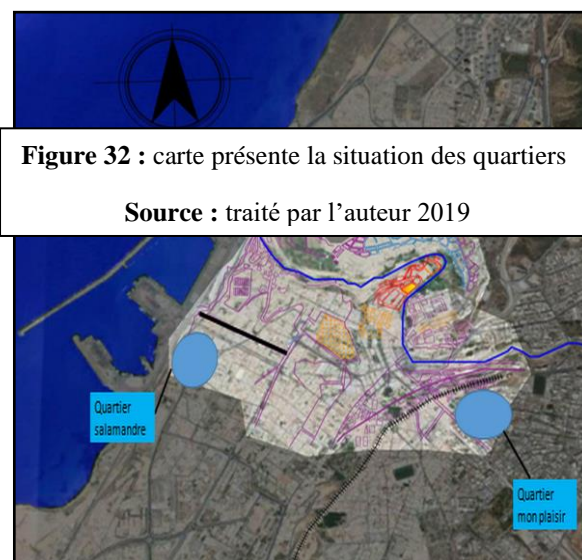 Figure 32 : carte présente la situation des quartiers
Source : traité par l’auteur 2019
Quartier
salamandre
Quartier
mon plaisir